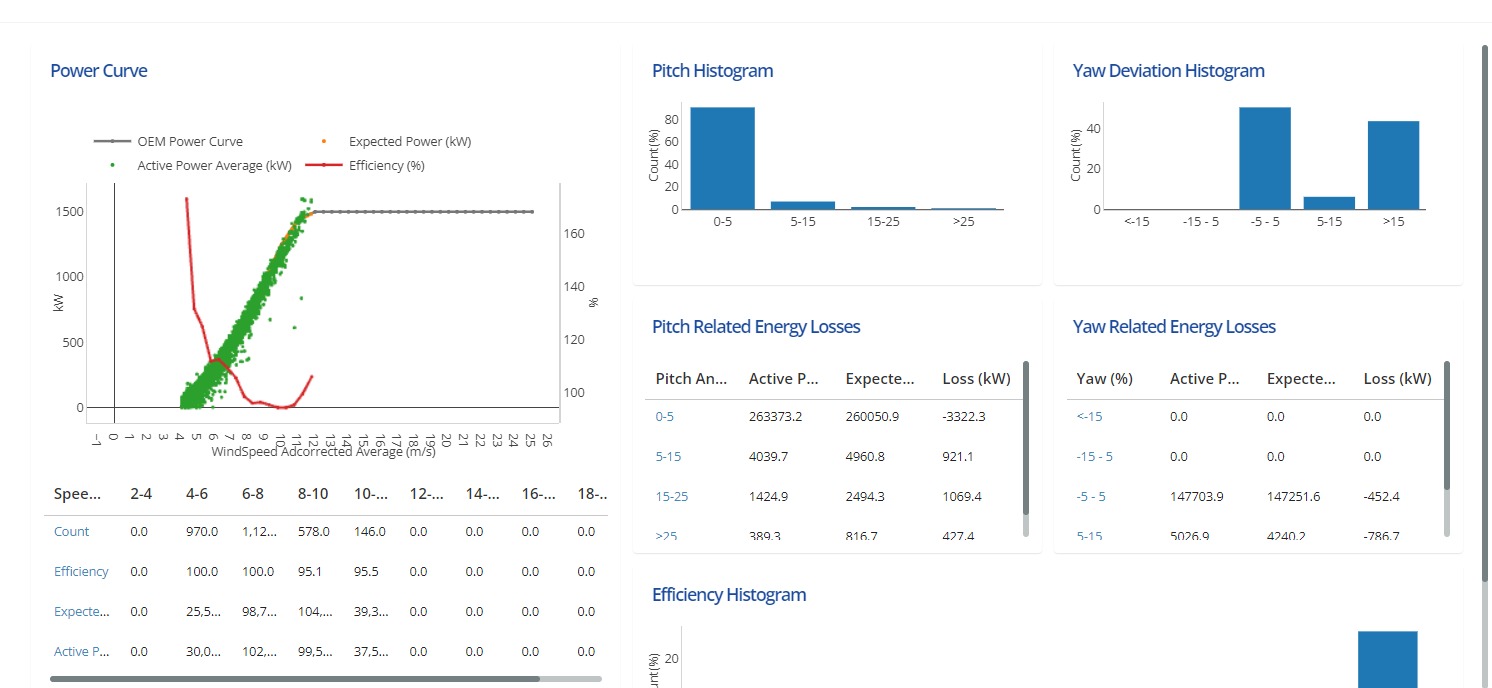 Power Curve
OEM Power Curve
Expected Power (kW)
Active Power Average (kW)
Efficiency (%)
1500
1000
500
0
kW
160
140
120
100
%
-1 0 1 2 3 4 5 6 7 8 9 10 11 12 13 14 15 16 17 18 19 20 21 22 23 24 25 26
WindSpeed Adcorrected Average (m/s)
Spee... 2-4 4-6 6-8 8-10 10-... 12-... 14-... 16-... 18-..
Count 0.0 970.0 1,12... 578.0 146.0 0.0 0.0 0.0 0.0
Efficiency 0.0 100.0 100.0 95.1 95.5 0.0 0.0 0.0 0.0
Expecte... 0.0 25,5... 98,7... 104,... 39,3... 0.0 0.0 0.0 0.0
Active P... 0.0 30,0... 102,... 99,5... 37,5... 0.0 0.0 0.0 0.0
Pitch Histogram
Count(%)
80
60
40
20
0
0-5 5-15 15-25 >25
Yaw Deviation Histogram
Count(%)
40
20
0
<-15 -15 - 5 -5 - 5 5-15 >15
Pitch Related Energy Losses
Pitch An... Active P... Expecte... Loss (kW)
0-5 263373.2 260050.9 -3322.3
5-15 4039.7 4960.8 921.1
15-25 1424.9 2494.3 1069.4
>25 389.3 816.7 427.4
Yaw Related Energy Losses
Yaw (%) Active P... Expecte... Loss (kW)
<-15 0.0 0.0 0.0
-15 - 5 0.0 0.0 0.0
-5 - 5 147703.9 147251.6 -452.4
5-15 5026.9 4240.2 -786.7
Efficiency Histogram
20